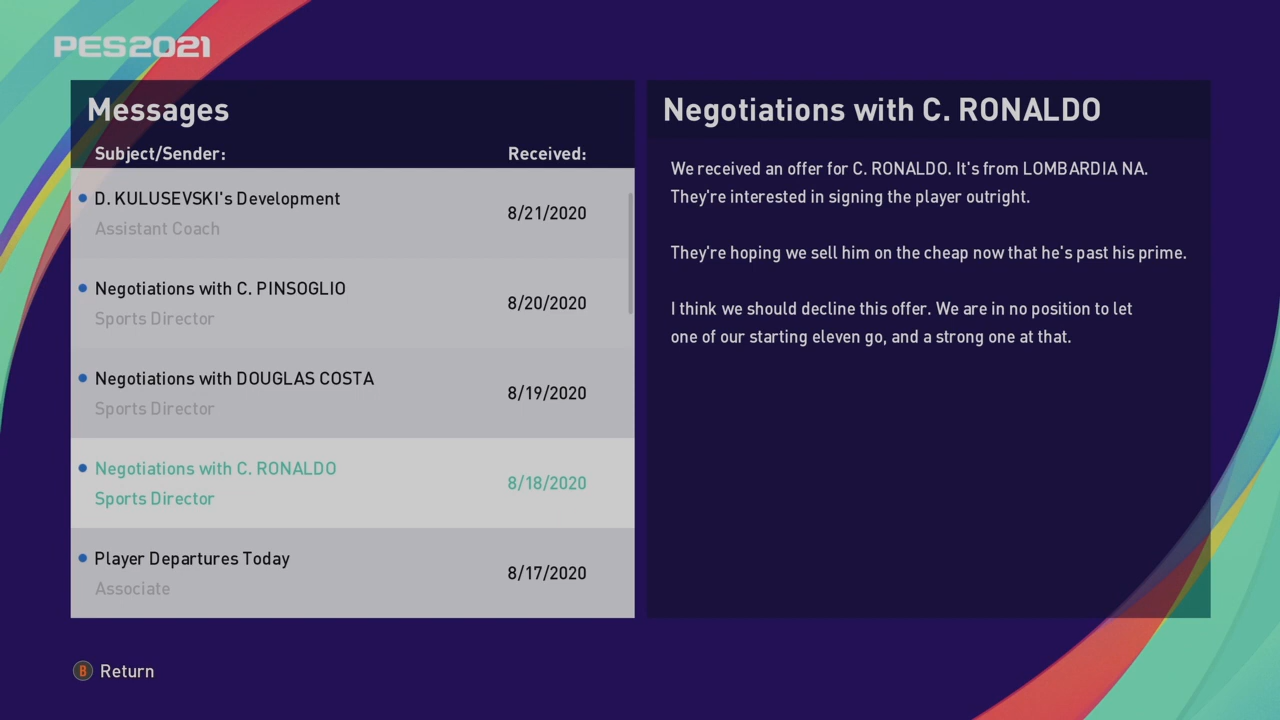 PES2021
Messages
Subject/Sender:
Received:
D. KULUSEVSKI's Development
Assistant Coach
8/21/2020
Negotiations with C. PINSOGLIO
Sports Director
8/20/2020
Negotiations with DOUGLAS COSTA
Sports Director
8/19/2020
Negotiations with C. RONALDO
Sports Director
8/18/2020
Player Departures Today
Associate
8/17/2020
Negotiations with C. RONALDO
We received an offer for C. RONALDO. It's from LOMBARDIA NA.
They're interested in signing the player outright.
They're hoping we sell him on the cheap now that he's past his prime.
I think we should decline this offer. We are in no position to let
one of our starting eleven go, and a strong one at that.
B Return